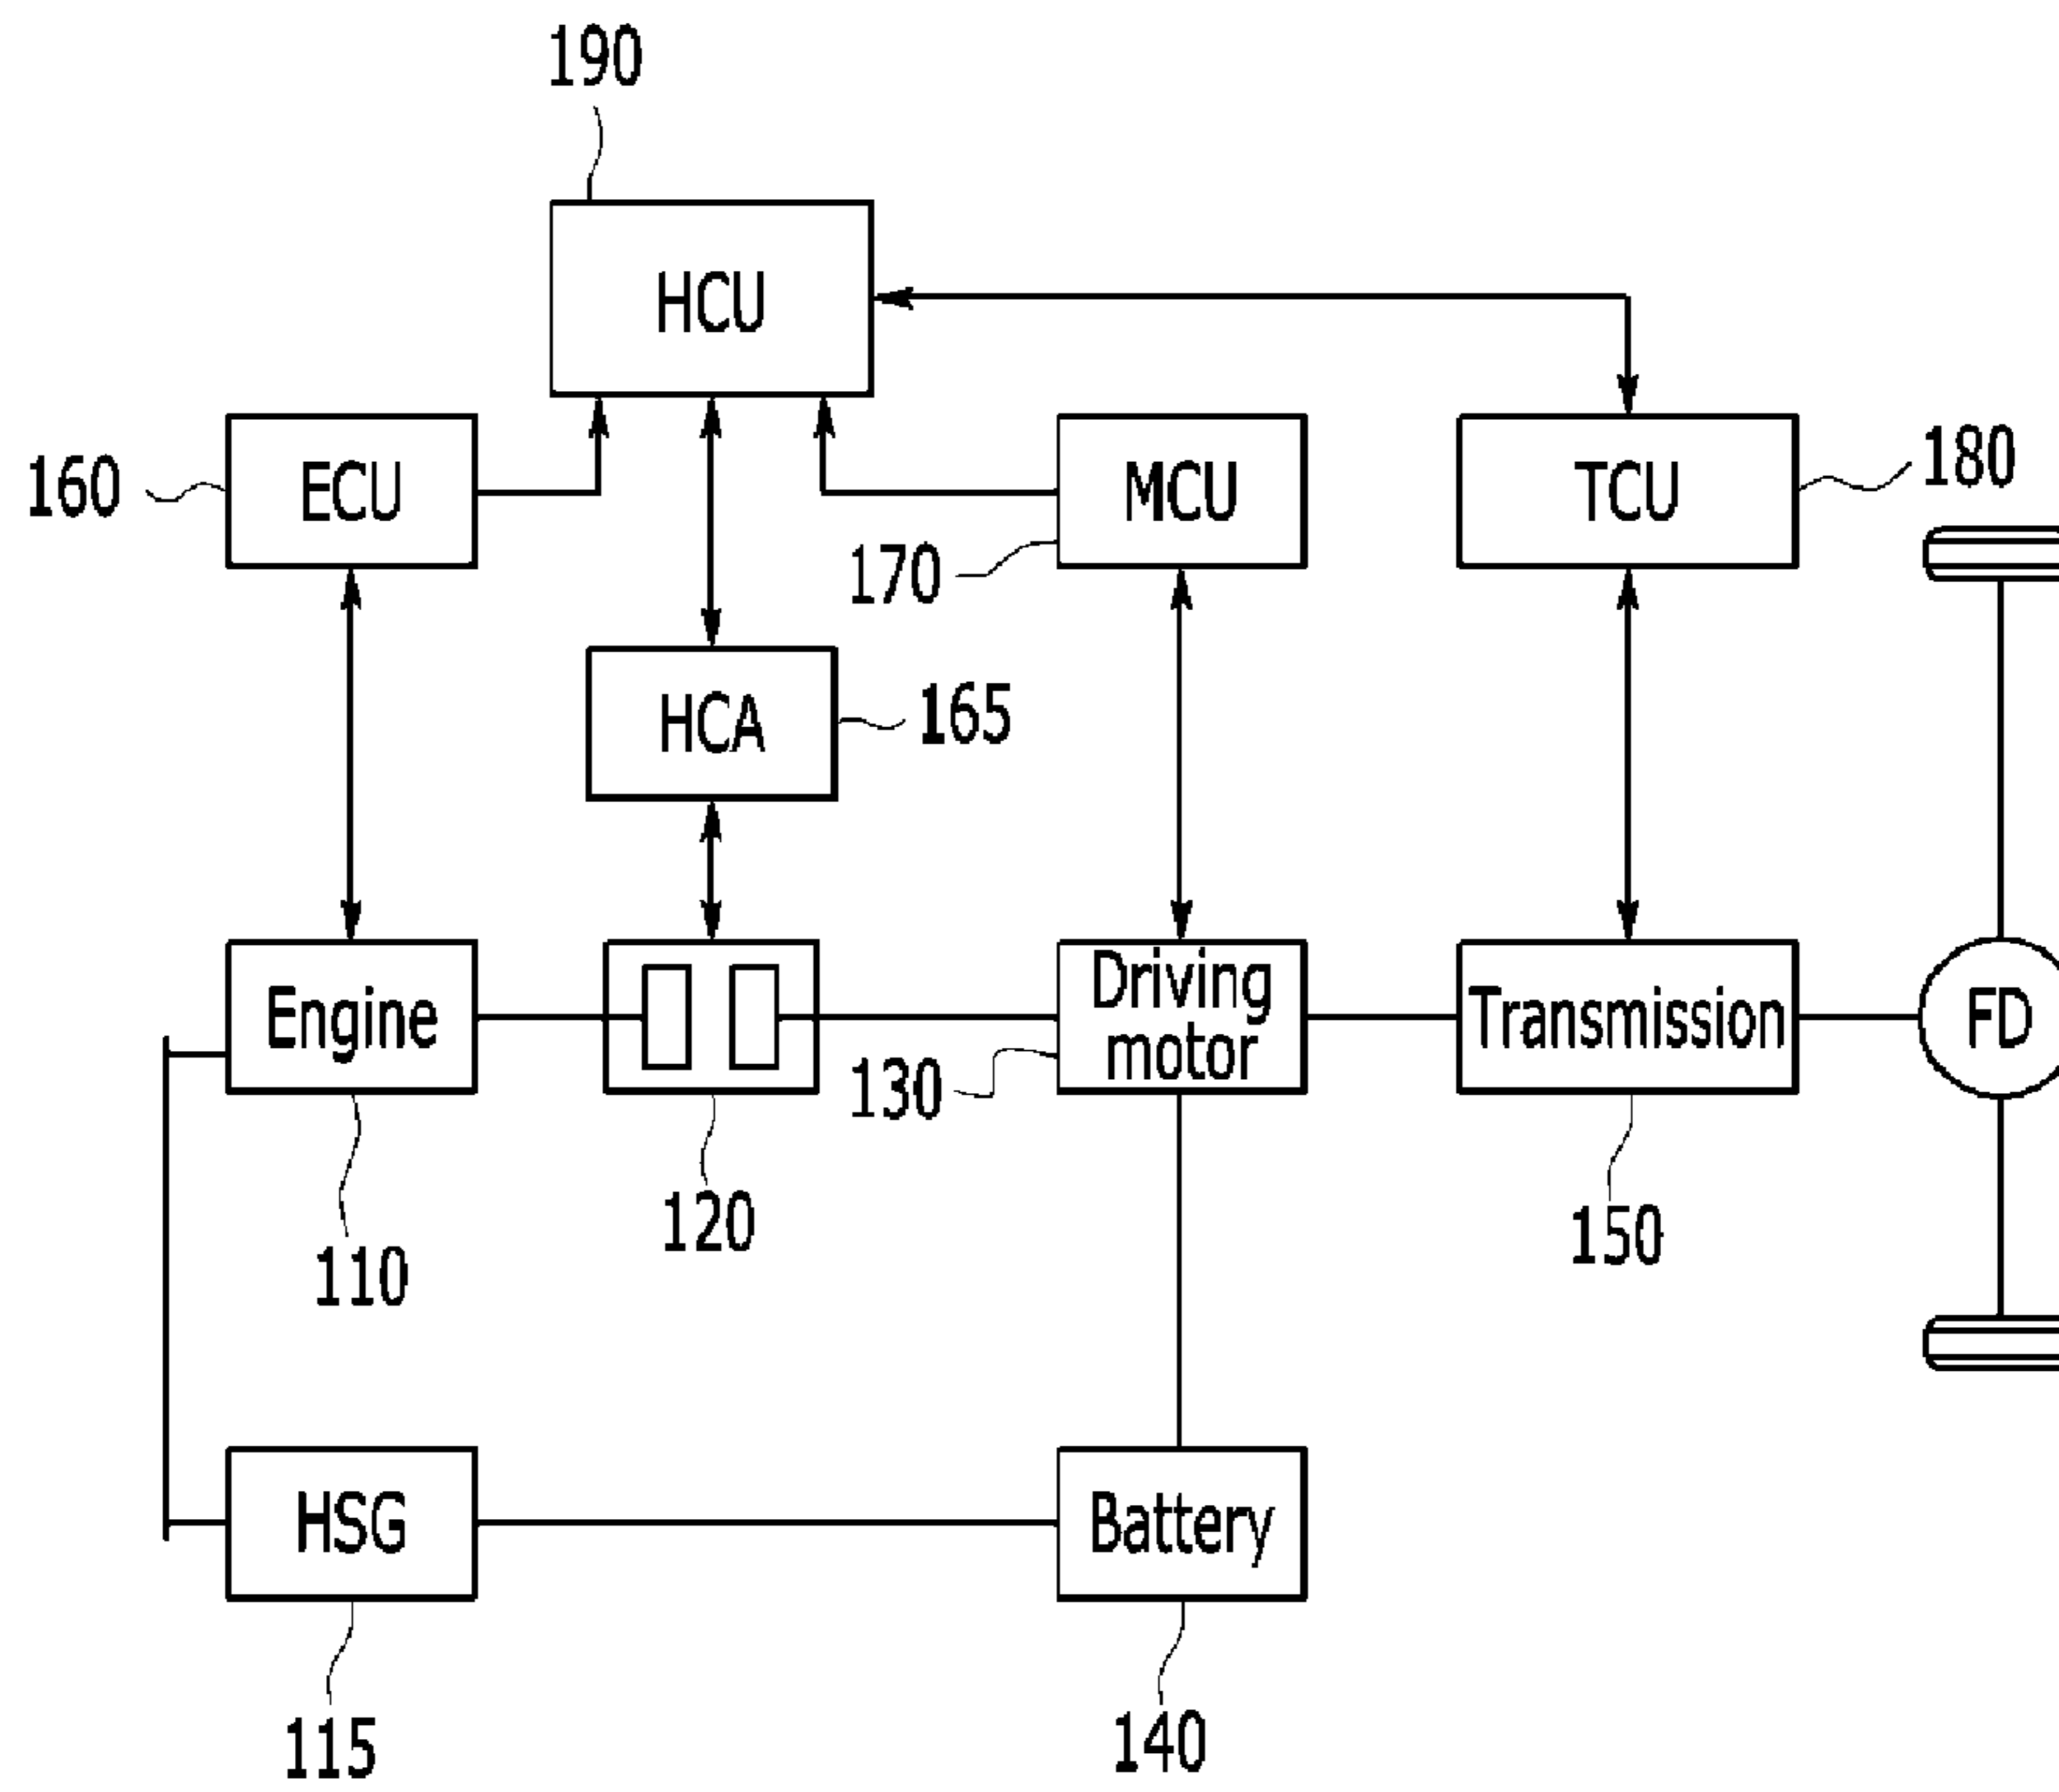 190
HCU
160
ECU
MCU
TCU
180
170
HCA
165
Engine
Driving
motor
Transmission
FD
130
110
120
150
HSG
Battery
115
140